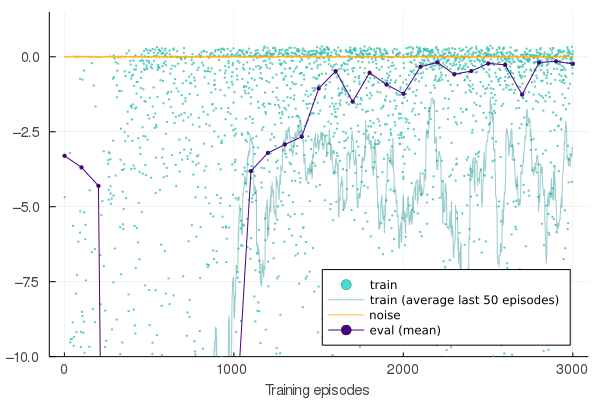 0.0
−2.5
−5.0
−7.5
−10.0
train
train (average last 50 episodes)
noise
eval (mean)
0
1000
2000
3000
Training episodes